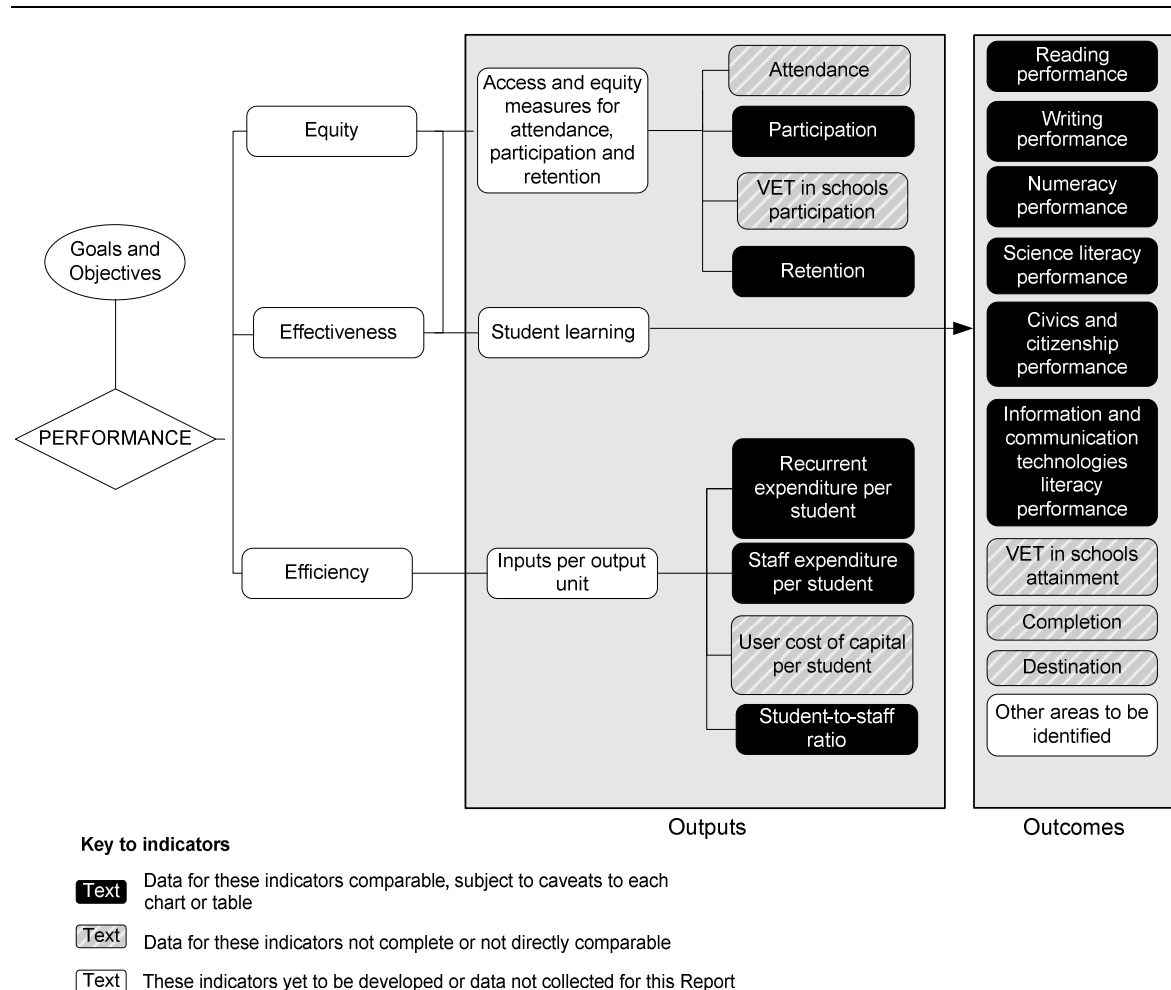 Goals and
Objectives
PERFORMANCE
Equity
Effectiveness
Efficiency
Access and equity
measures for
attendance,
participation and
retention
Student learning
Inputs per output
unit
Attendance
Participation
VET in schools
participation
Retention
Recurrent
expenditure per
student
Staff expenditure
per student
User cost of capital
per student
Student-to-staff
ratio
Outputs
Reading
performance
Writing
performance
Numeracy
performance
Science literacy
performance
Civics and
citizenship
performance
Information and
communication
technologies
literacy
performance
VET in schools
attainment
Completion
Destination
Other areas to be
identified
Outcomes
Key to indicators
Text Data for these indicators comparable, subject to caveats to each
chart or table
Text Data for these indicators not complete or not directly comparable
Text These indicators yet to be developed or data not collected for this Report